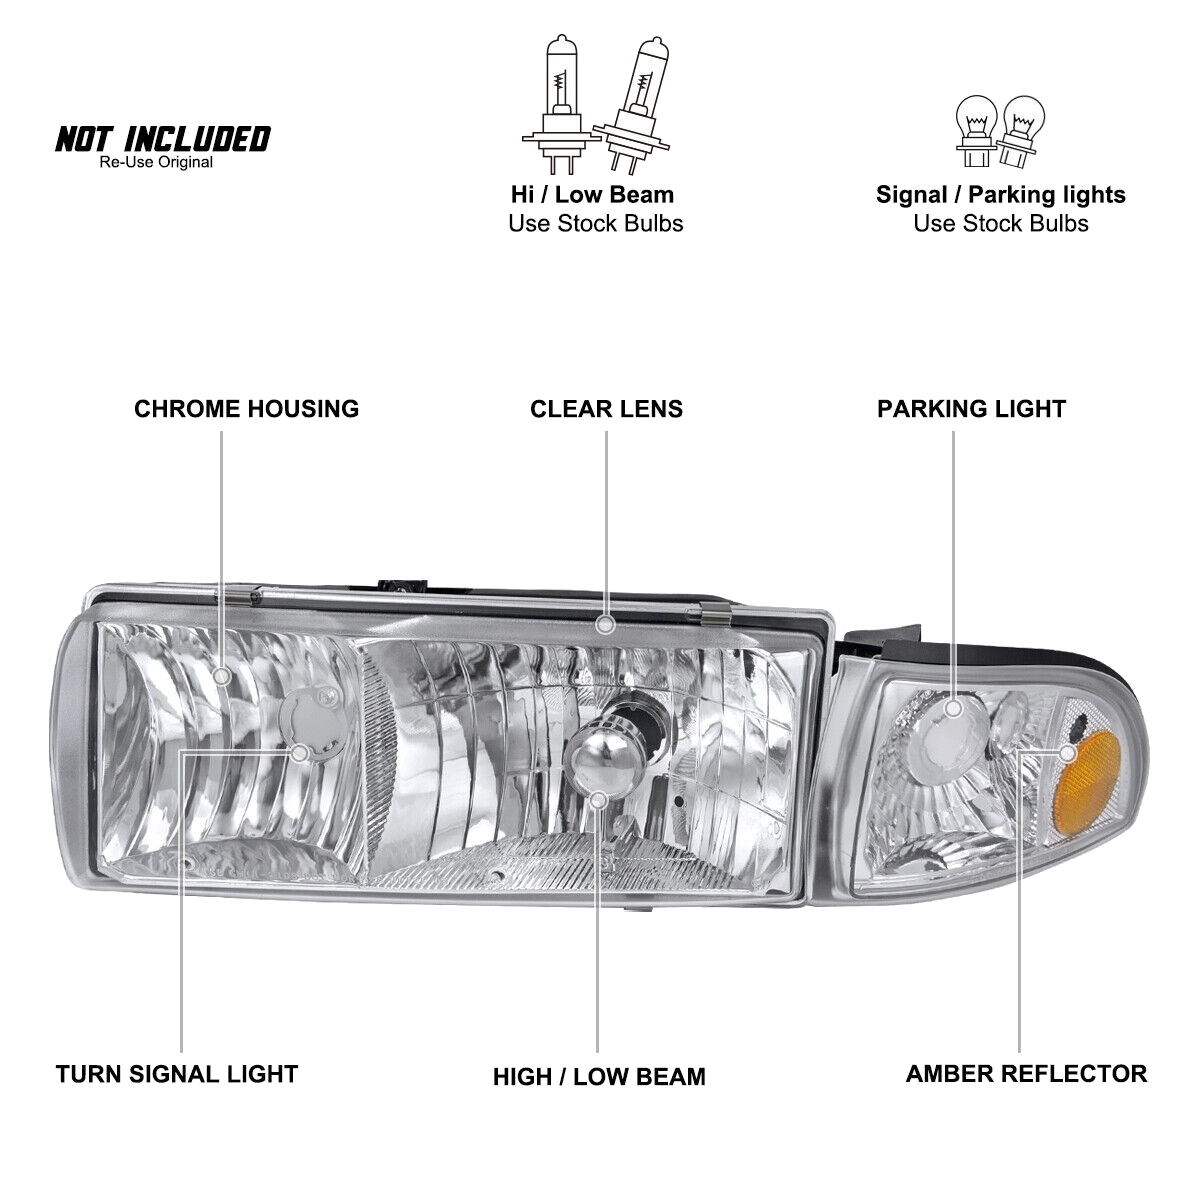 NOT INCLUDED
Re-Use Original
Hi / Low Beam
Use Stock Bulbs
Signal / Parking lights
Use Stock Bulbs
CHROME HOUSING
CLEAR LENS
PARKING LIGHT
TURN SIGNAL LIGHT
HIGH / LOW BEAM
AMBER REFLECTOR